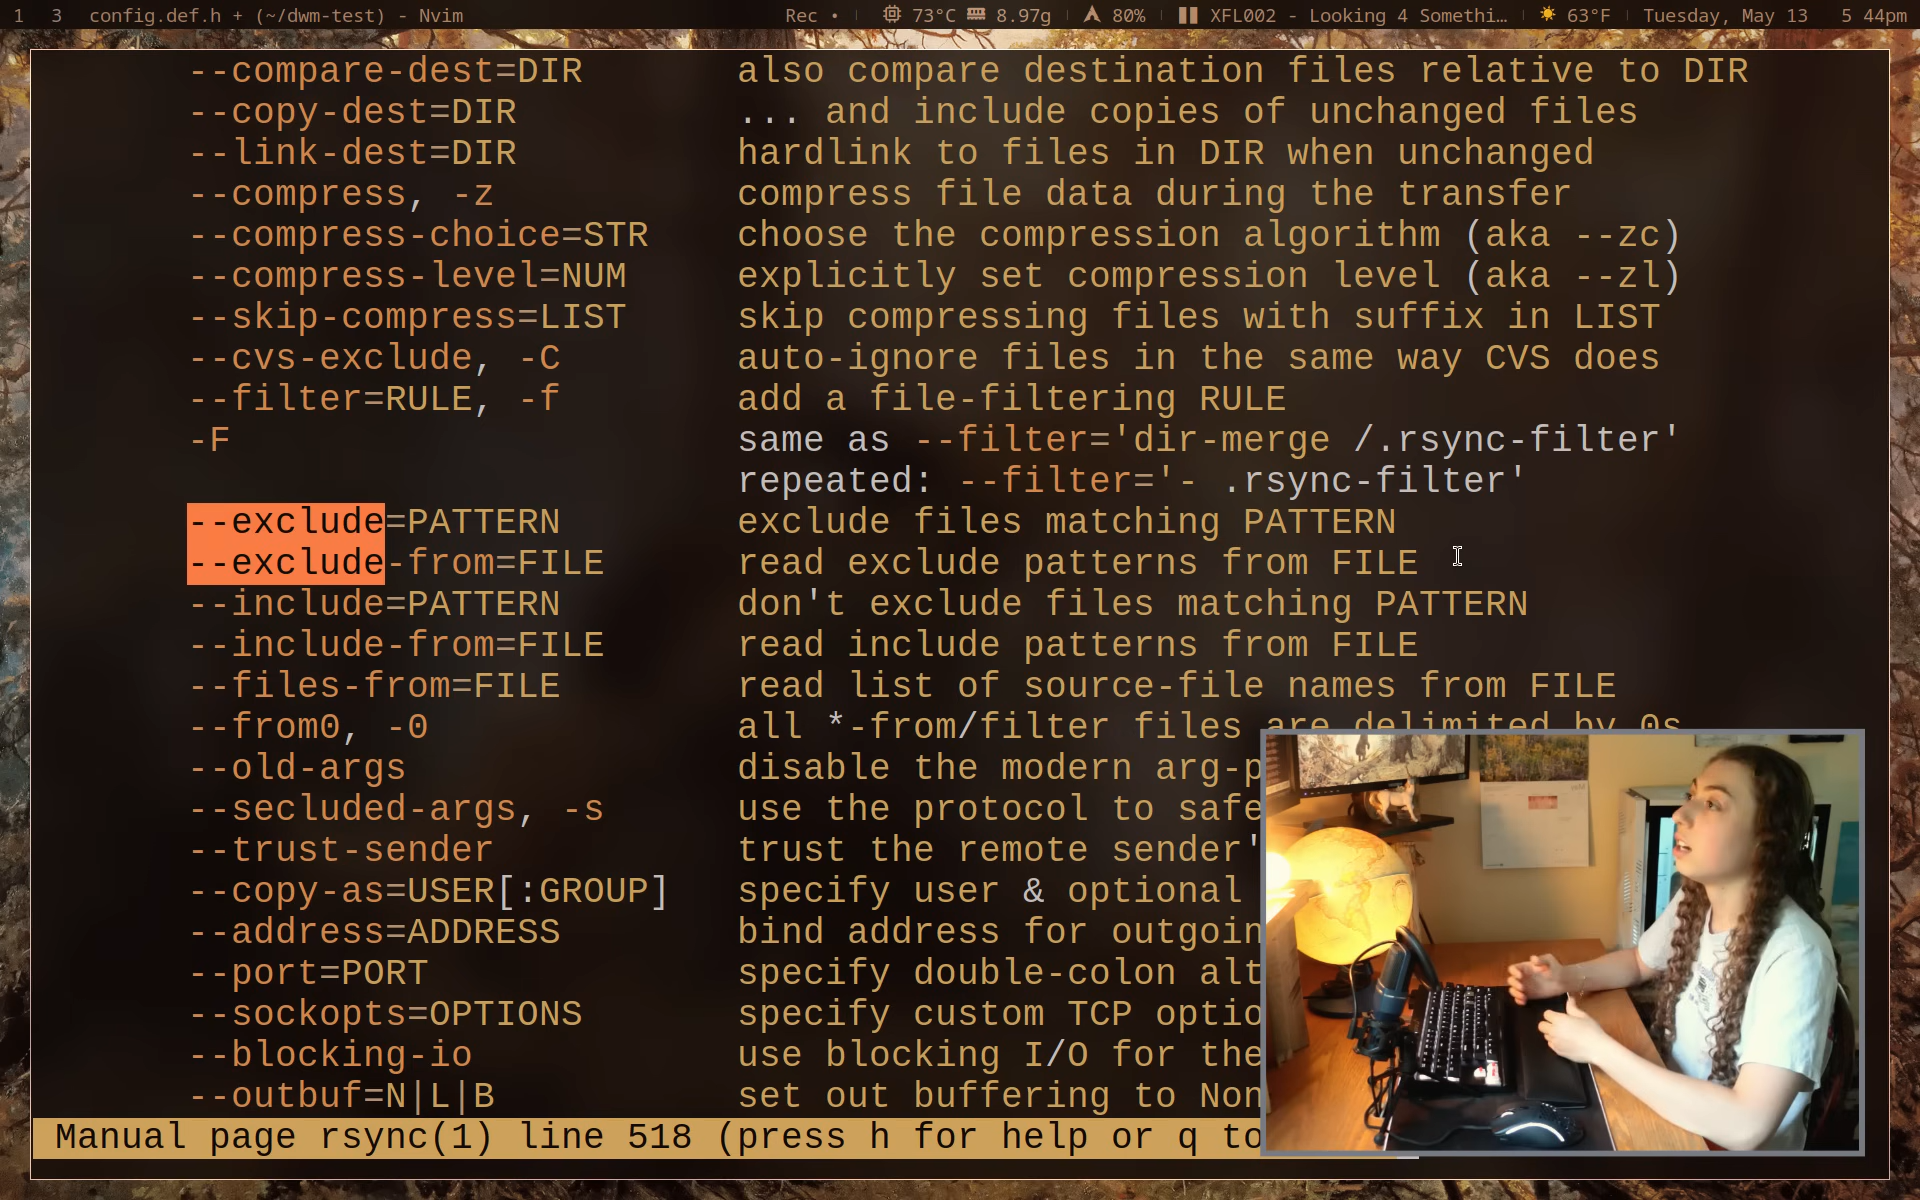 1 3 config.def.h + (~/dwm-test) - Nvim Rec • 73°C 8.97g 80% XFL002 - Looking 4 Somethi… 63°F Tuesday, May 13 5 44pm
--compare-dest=DIR also compare destination files relative to DIR
--copy-dest=DIR ... and include copies of unchanged files
--link-dest=DIR hardlink to files in DIR when unchanged
--compress, -z compress file data during the transfer
--compress-choice=STR choose the compression algorithm (aka --zc)
--compress-level=NUM explicitly set compression level (aka --zl)
--skip-compress=LIST skip compressing files with suffix in LIST
--cvs-exclude, -C auto-ignore files in the same way CVS does
--filter=RULE, -f add a file-filtering RULE
-F same as --filter='dir-merge /.rsync-filter'
repeated: --filter='- .rsync-filter'
--exclude=PATTERN exclude files matching PATTERN
--exclude-from=FILE read exclude patterns from FILE
--include=PATTERN don't exclude files matching PATTERN
--include-from=FILE read include patterns from FILE
--files-from=FILE read list of source-file names from FILE
--from0, -0 all *-from/filter files are delimited by 0s
--old-args disable the modern arg-p
--secluded-args, -s use the protocol to safe
--trust-sender trust the remote sender'
--copy-as=USER[:GROUP] specify user & optional
--address=ADDRESS bind address for outgoin
--port=PORT specify double-colon alt
--sockopts=OPTIONS specify custom TCP optio
--blocking-io use blocking I/O for the
--outbuf=N|L|B set out buffering to Non
Manual page rsync(1) line 518 (press h for help or q to